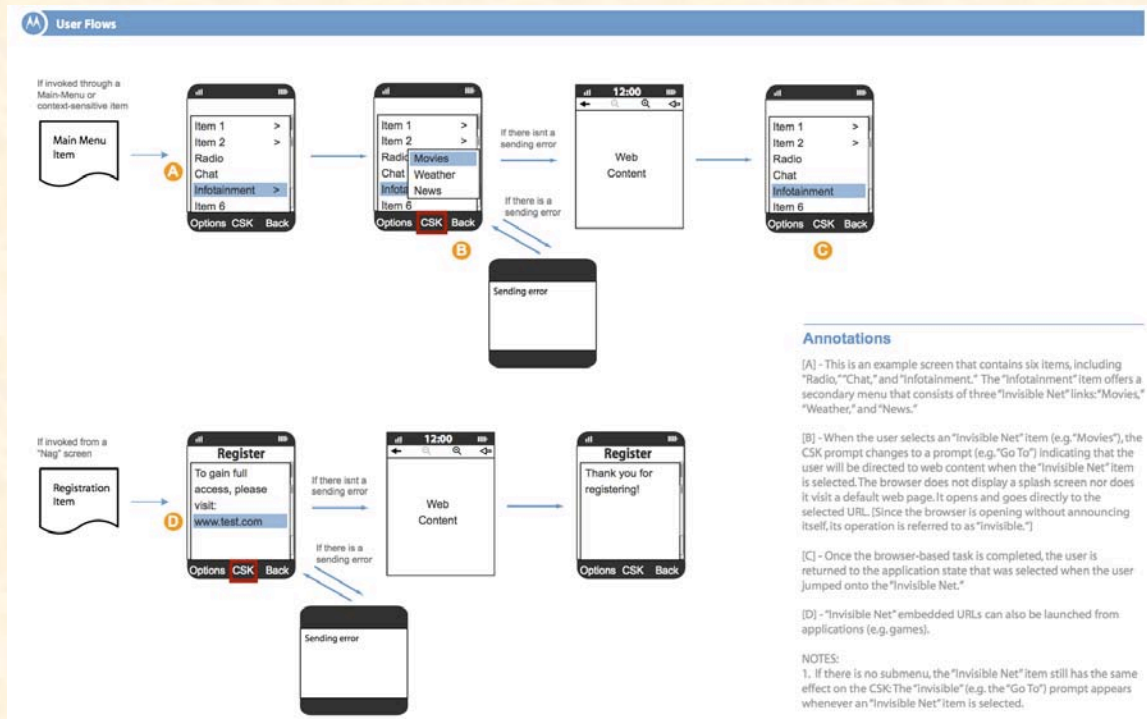 User Flows
If invoked through a
Main-Menu or
context-sensitive item
Main Menu
Item
A
Item 1 >
Item 2 >
Radio
Chat
Infotainment >
Item 6
Options CSK Back
Item 1 >
Item 2 >
Radic Movies
Chat Weather
Infota News
Item 6
Options CSK Back
B
If there isnt a
sending error
If there is a
sending error
12:00
Web
Content
Sending error
Item 1 >
Item 2 >
Radio
Chat
Infotainment
Item 6
Options CSK Back
C
If invoked from a
"Nag" screen
Registration
Item
D
Register
To gain full
access, please
visit:
www.test.com
Options CSK Back
If there isnt a
sending error
If there is a
sending error
12:00
Web
Content
Sending error
Register
Thank you for
registering!
Options CSK Back
Annotations
[A] - This is an example screen that contains six items, including
"Radio," "Chat," and "Infotainment." The "Infotainment" item offers a
secondary menu that consists of three "Invisible Net" links: "Movies,"
"Weather," and "News."
[B] - When the user selects an "Invisible Net" item (e.g. "Movies"), the
CSK prompt changes to a prompt (e.g. "Go To") indicating that the
user will be directed to web content when the "Invisible Net" item
is selected. The browser does not display a splash screen nor does
it visit a default web page. It opens and goes directly to the
selected URL. [Since the browser is opening without announcing
itself, its operation is referred to as "invisible."]
[C] - Once the browser-based task is completed, the user is
returned to the application state that was selected when the user
jumped onto the "Invisible Net."
[D] - "Invisible Net" embedded URLs can also be launched from
applications (e.g. games).
NOTES:
1. If there is no submenu, the "Invisible Net" item still has the same
effect on the CSK: The "invisible" (e.g. the "Go To") prompt appears
whenever an "Invisible Net" item is selected.